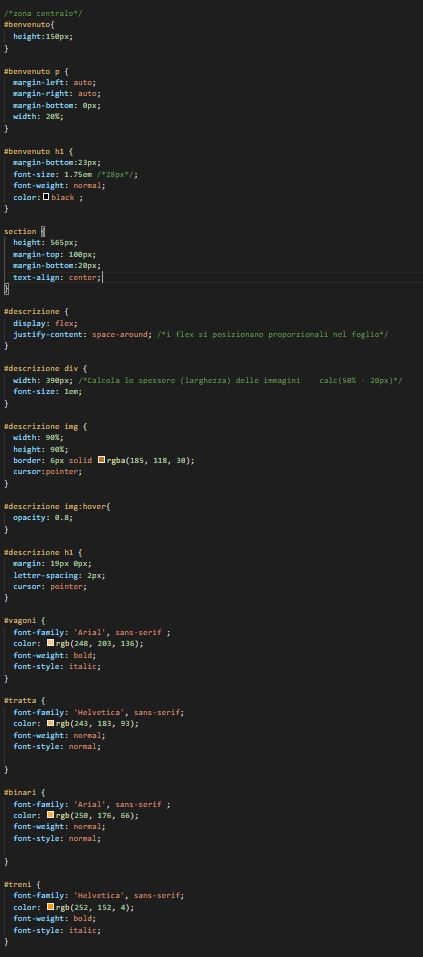 /*zona centrale*/
#benvenuto{
height:150px;
}
#benvenuto p {
margin-left: auto;
margin-right: auto;
margin-bottom: 0px;
width: 20%;
}
#benvenuto h1 {
margin-bottom:23px;
font-size: 1.75em /*28px*/;
font-weight: normal;
color: black ;
}
section {
height: 565px;
margin-top: 100px;
margin-bottom:20px;
text-align: center;
}
#descrizione {
display: flex;
justify-content: space-around; /*i flex si posizionano proporzionali nel foglio*/
}
#descrizione div {
width: 390px; /*Calcola lo spessore (larghezza) delle immagini    calc(50% - 20px)*/
font-size: 1em;
}
#descrizione img {
width: 90%;
height: 90%;
border: 6px solid rgba(185, 118, 30);
cursor:pointer;
}
#descrizione img:hover{
opacity: 0.8;
}
#descrizione h1 {
margin: 19px 0px;
letter-spacing: 2px;
cursor: pointer;
}
#vagoni {
font-family: 'Arial', sans-serif ;
color: rgb(248, 203, 136);
font-weight: bold;
font-style: italic;
}
#tratta {
font-family: 'Helvetica', sans-serif;
color: rgb(243, 183, 93);
font-weight: normal;
font-style: normal;
}
#binari {
font-family: 'Arial', sans-serif ;
color: rgb(250, 176, 66);
font-weight: normal;
font-style: normal;
}
#treni {
font-family: 'Helvetica', sans-serif;
color: rgb(252, 152, 4);
font-weight: bold;
font-style: italic;
}